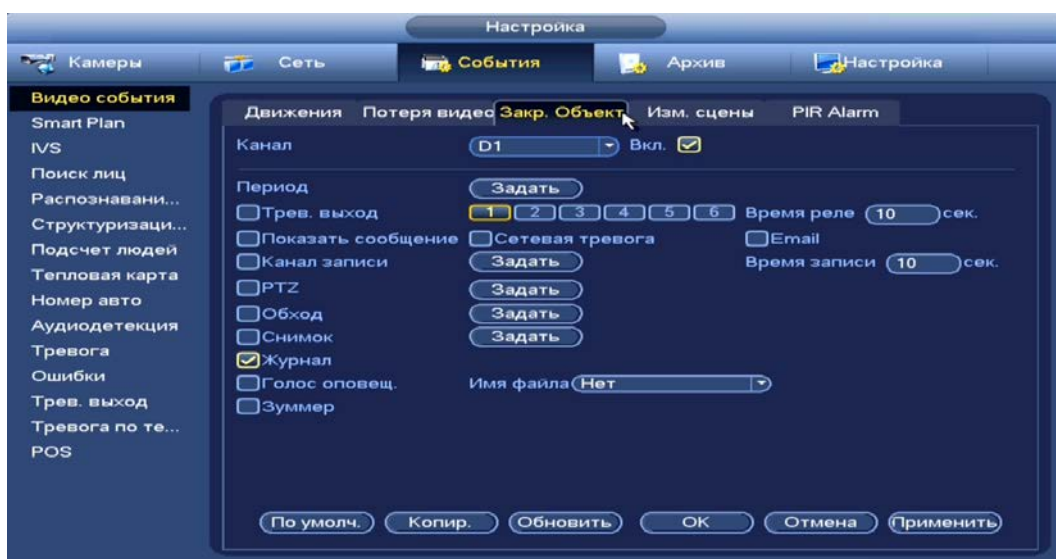 Настройка
Камеры Сеть События Архив Настройка
Видео события
Smart Plan
IVS
Поиск лиц
Распознавани...
Структуризаци...
Подсчет людей
Тепловая карта
Номер авто
Аудиодетекция
Тревога
Ошибки
Трев. выход
Тревога по те...
POS
Движения Потеря видео Закр. Объект Изм. сцены PIR Alarm
Канал D1 Вкл.
Период Задать
Трев. выход 1 2 3 4 5 6 Время реле 10 сек.
Показать сообщение Сетевая тревога Email
Канал записи Задать Время записи 10 сек.
PTZ Задать
Обход Задать
Снимок Задать
Журнал
Голос оповещ. Имя файла Нет
Зуммер
По умолч. Копир. Обновить OK Отмена Применить